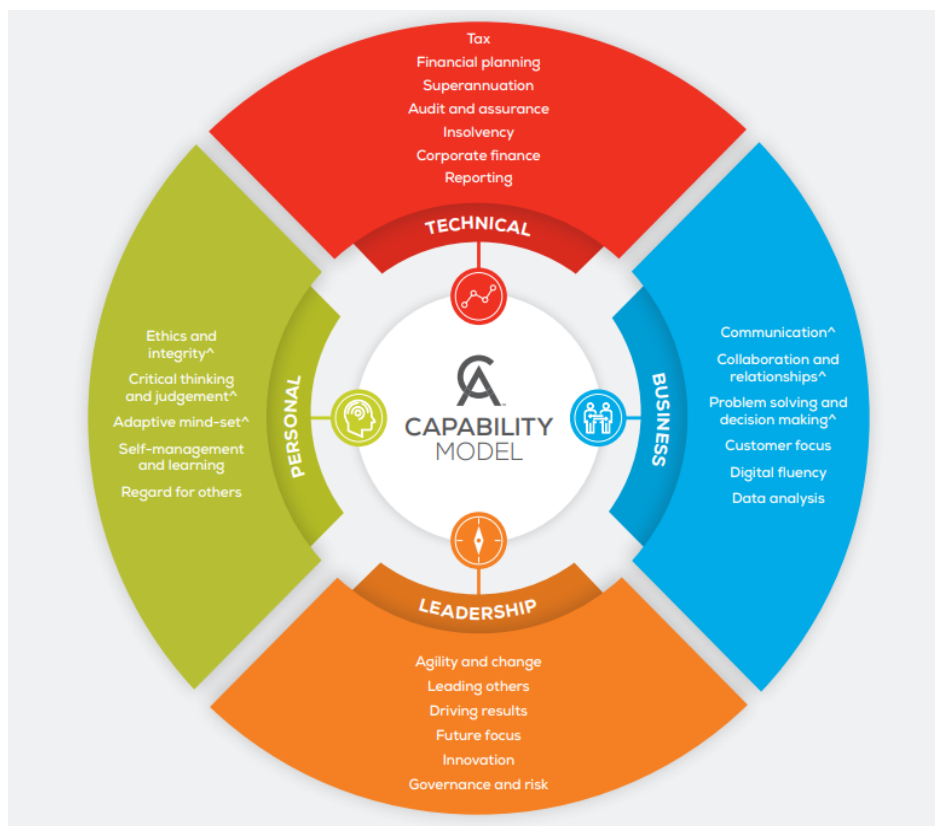 Tax
Financial planning
Superannuation
Audit and assurance
Insolvency
Corporate finance
Reporting
TECHNICAL
Ethics and
integrity^
Critical thinking
and judgement^
Adaptive mind-set^
Self-management
and learning
Regard for others
PERSONAL
CA™
CAPABILITY
MODEL
BUSINESS
Communication^
Collaboration and
relationships^
Problem solving and
decision making^
Customer focus
Digital fluency
Data analysis
LEADERSHIP
Agility and change
Leading others
Driving results
Future focus
Innovation
Governance and risk